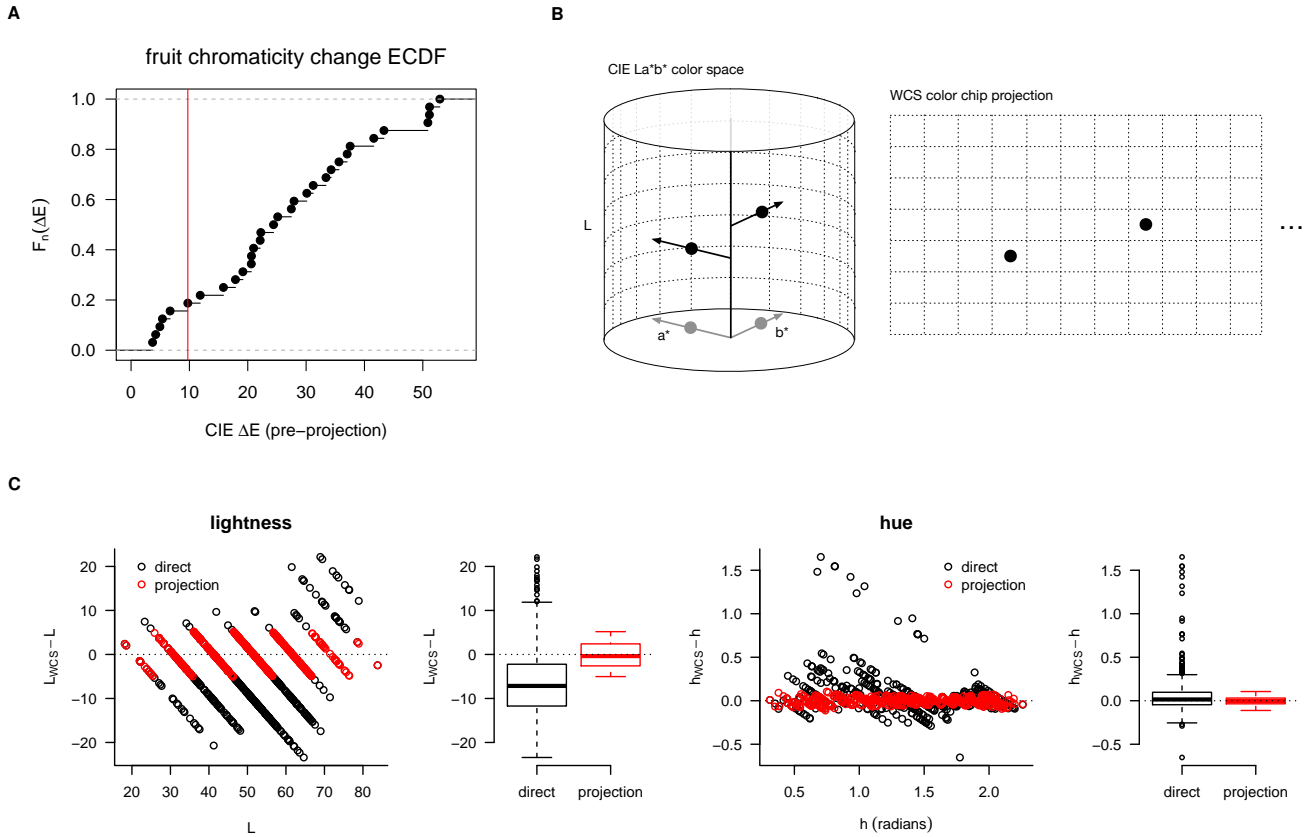 A
fruit chromaticity change ECDF
1.0
0.8
0.6
0.4
0.2
0.0
Fn(ΔE)
0 10 20 30 40 50
CIE ΔE (pre−projection)
B
CIE La*b* color space
L
a*
b*
WCS color chip projection
...
C
lightness
direct
projection
20
10
0
−10
−20
LWCS − L
20 30 40 50 60 70 80
L
20
10
0
−10
−20
LWCS − L
direct projection
hue
direct
projection
1.5
1.0
0.5
0.0
−0.5
hWCS − h
0.5 1.0 1.5 2.0
h (radians)
1.5
1.0
0.5
0.0
−0.5
hWCS − h
direct projection